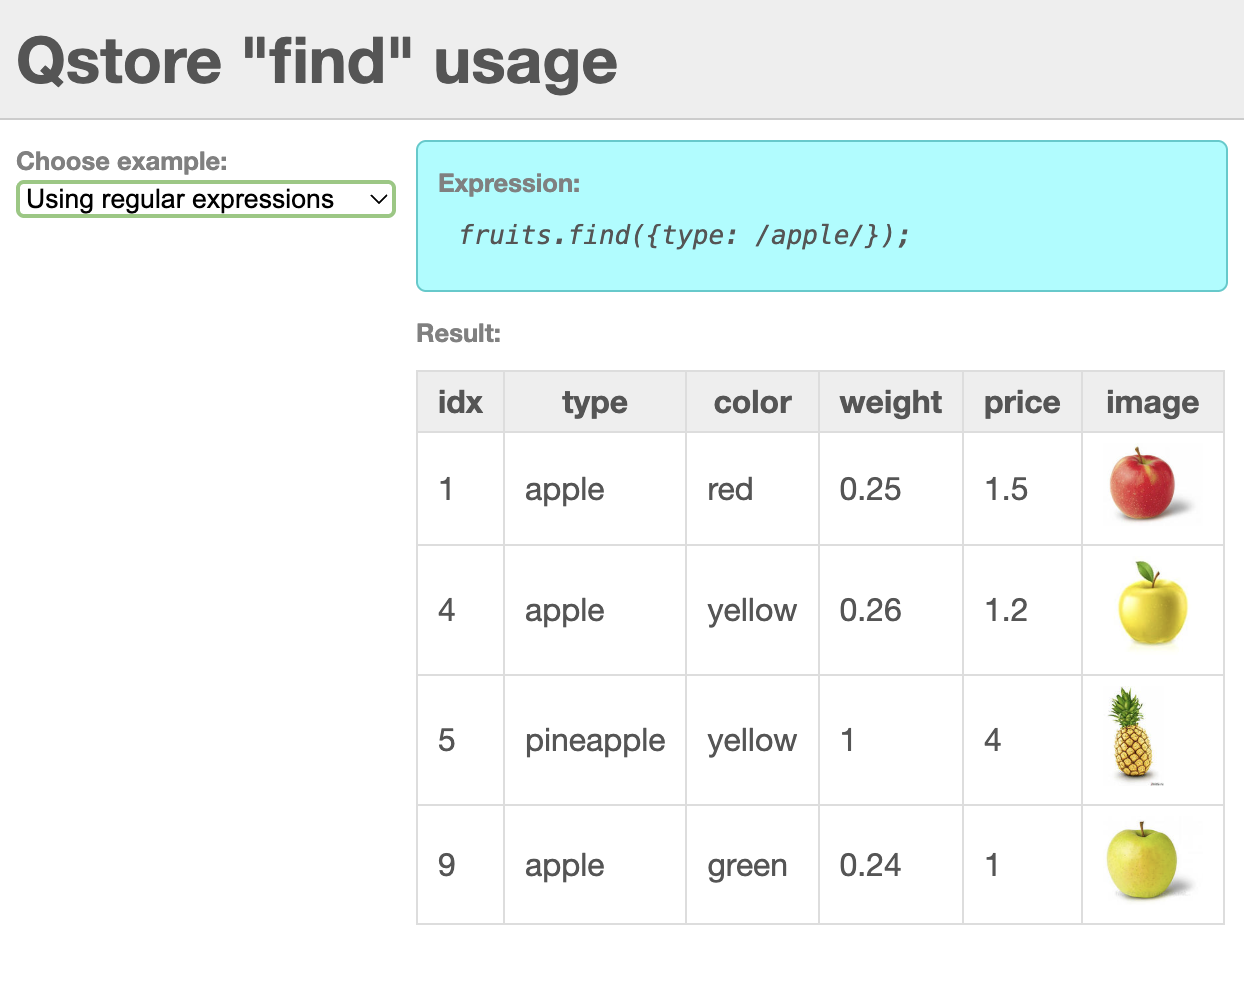 Qstore "find" usage
Choose example:
Using regular expressions
Expression:
fruits.find({type: /apple/});
Result:
idx type color weight price image
1 apple red 0.25 1.5
4 apple yellow 0.26 1.2
5 pineapple yellow 1 4
9 apple green 0.24 1